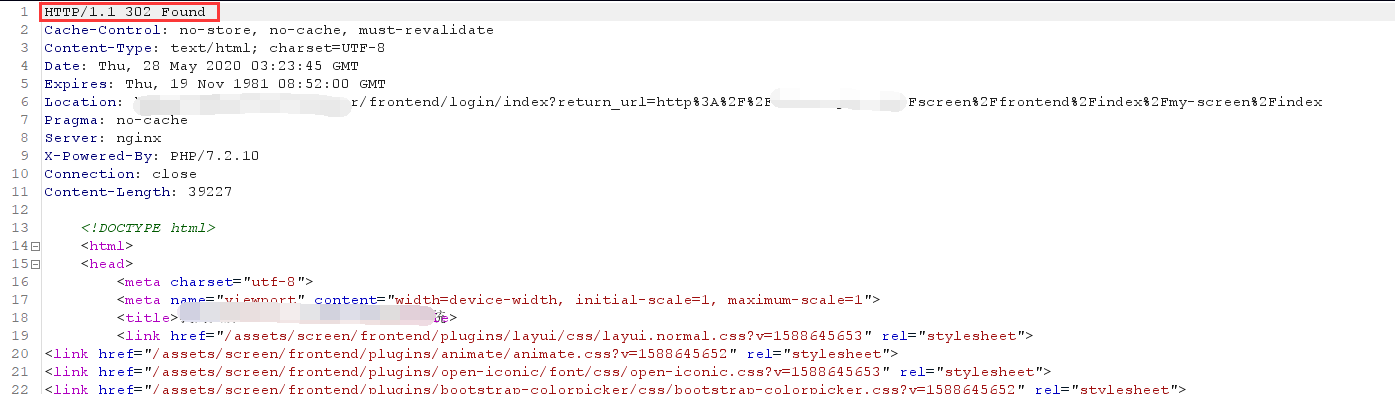 1 HTTP/1.1 302 Found
2 Cache-Control: no-store, no-cache, must-revalidate
3 Content-Type: text/html; charset=UTF-8
4 Date: Thu, 28 May 2020 03:23:45 GMT
5 Expires: Thu, 19 Nov 1981 08:52:00 GMT
6 Location: r/frontend/login/index?return_url=http%3A%2F%2 Fscreen%2Ffrontend%2Findex%2Fmy-screen%2Findex
7 Pragma: no-cache
8 Server: nginx
9 X-Powered-By: PHP/7.2.10
10 Connection: close
11 Content-Length: 39227
12
13 <!DOCTYPE html>
14 <html>
15 <head>
16 <meta charset="utf-8">
17 <meta name="viewport" content="width=device-width, initial-scale=1, maximum-scale=1">
18 <title> e>
19 <link href="/assets/screen/frontend/plugins/layui/css/layui.normal.css?v=1588645653" rel="stylesheet">
20 <link href="/assets/screen/frontend/plugins/animate/animate.css?v=1588645652" rel="stylesheet">
21 <link href="/assets/screen/frontend/plugins/open-iconic/font/css/open-iconic.css?v=1588645653" rel="stylesheet">
22 <link href="/assets/screen/frontend/plugins/bootstrap-colorpicker/css/bootstrap-colorpicker.css?v=1588645652" rel="stylesheet">